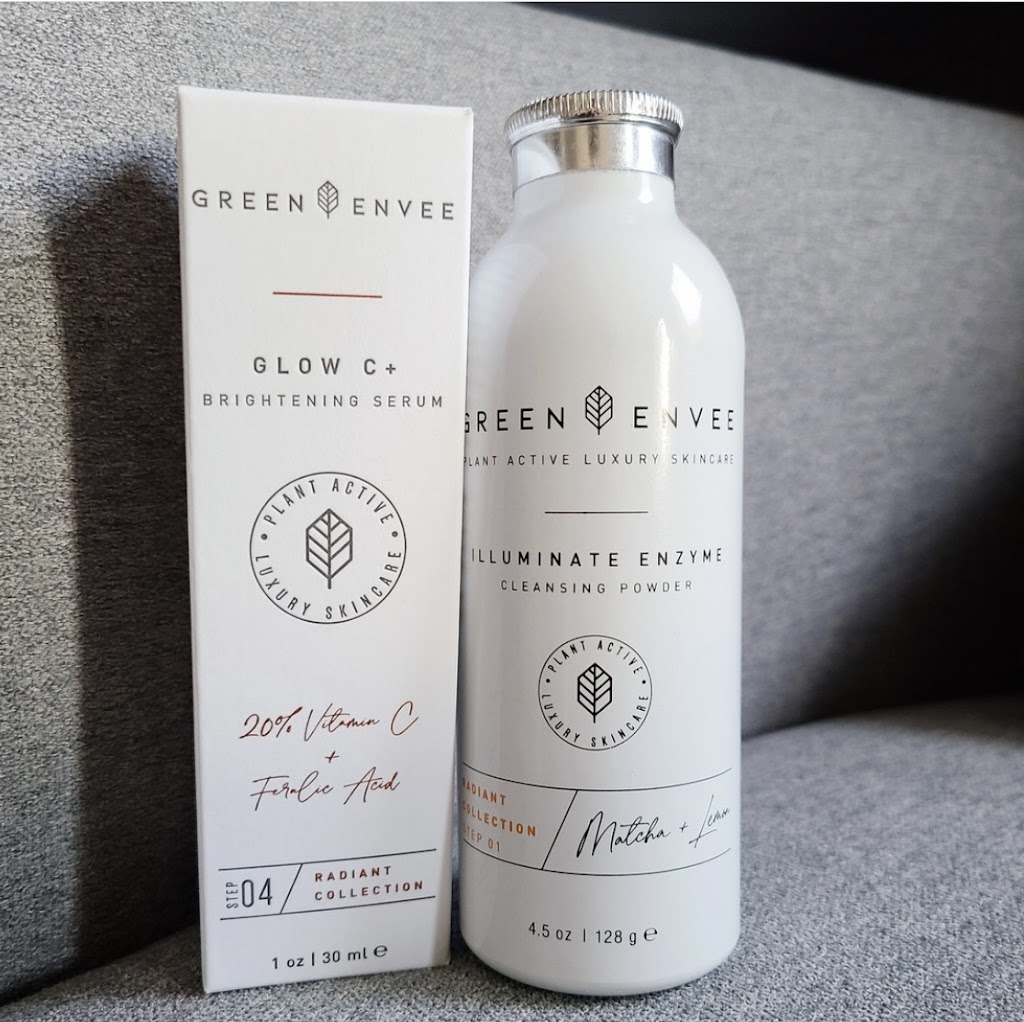 GREEN ENVEE
GLOW C+
BRIGHTENING SERUM
PLANT ACTIVE
LUXURY SKINCARE
20% Vitamin C
+
Ferulic Acid
STEP 04 / RADIANT
COLLECTION
1 oz | 30 ml ℮
GREEN ENVEE
PLANT ACTIVE LUXURY SKINCARE
ILLUMINATE ENZYME
CLEANSING POWDER
PLANT ACTIVE
LUXURY SKINCARE
RADIANT
COLLECTION
STEP 01
Matcha + Lemon
4.5 oz | 128 g ℮